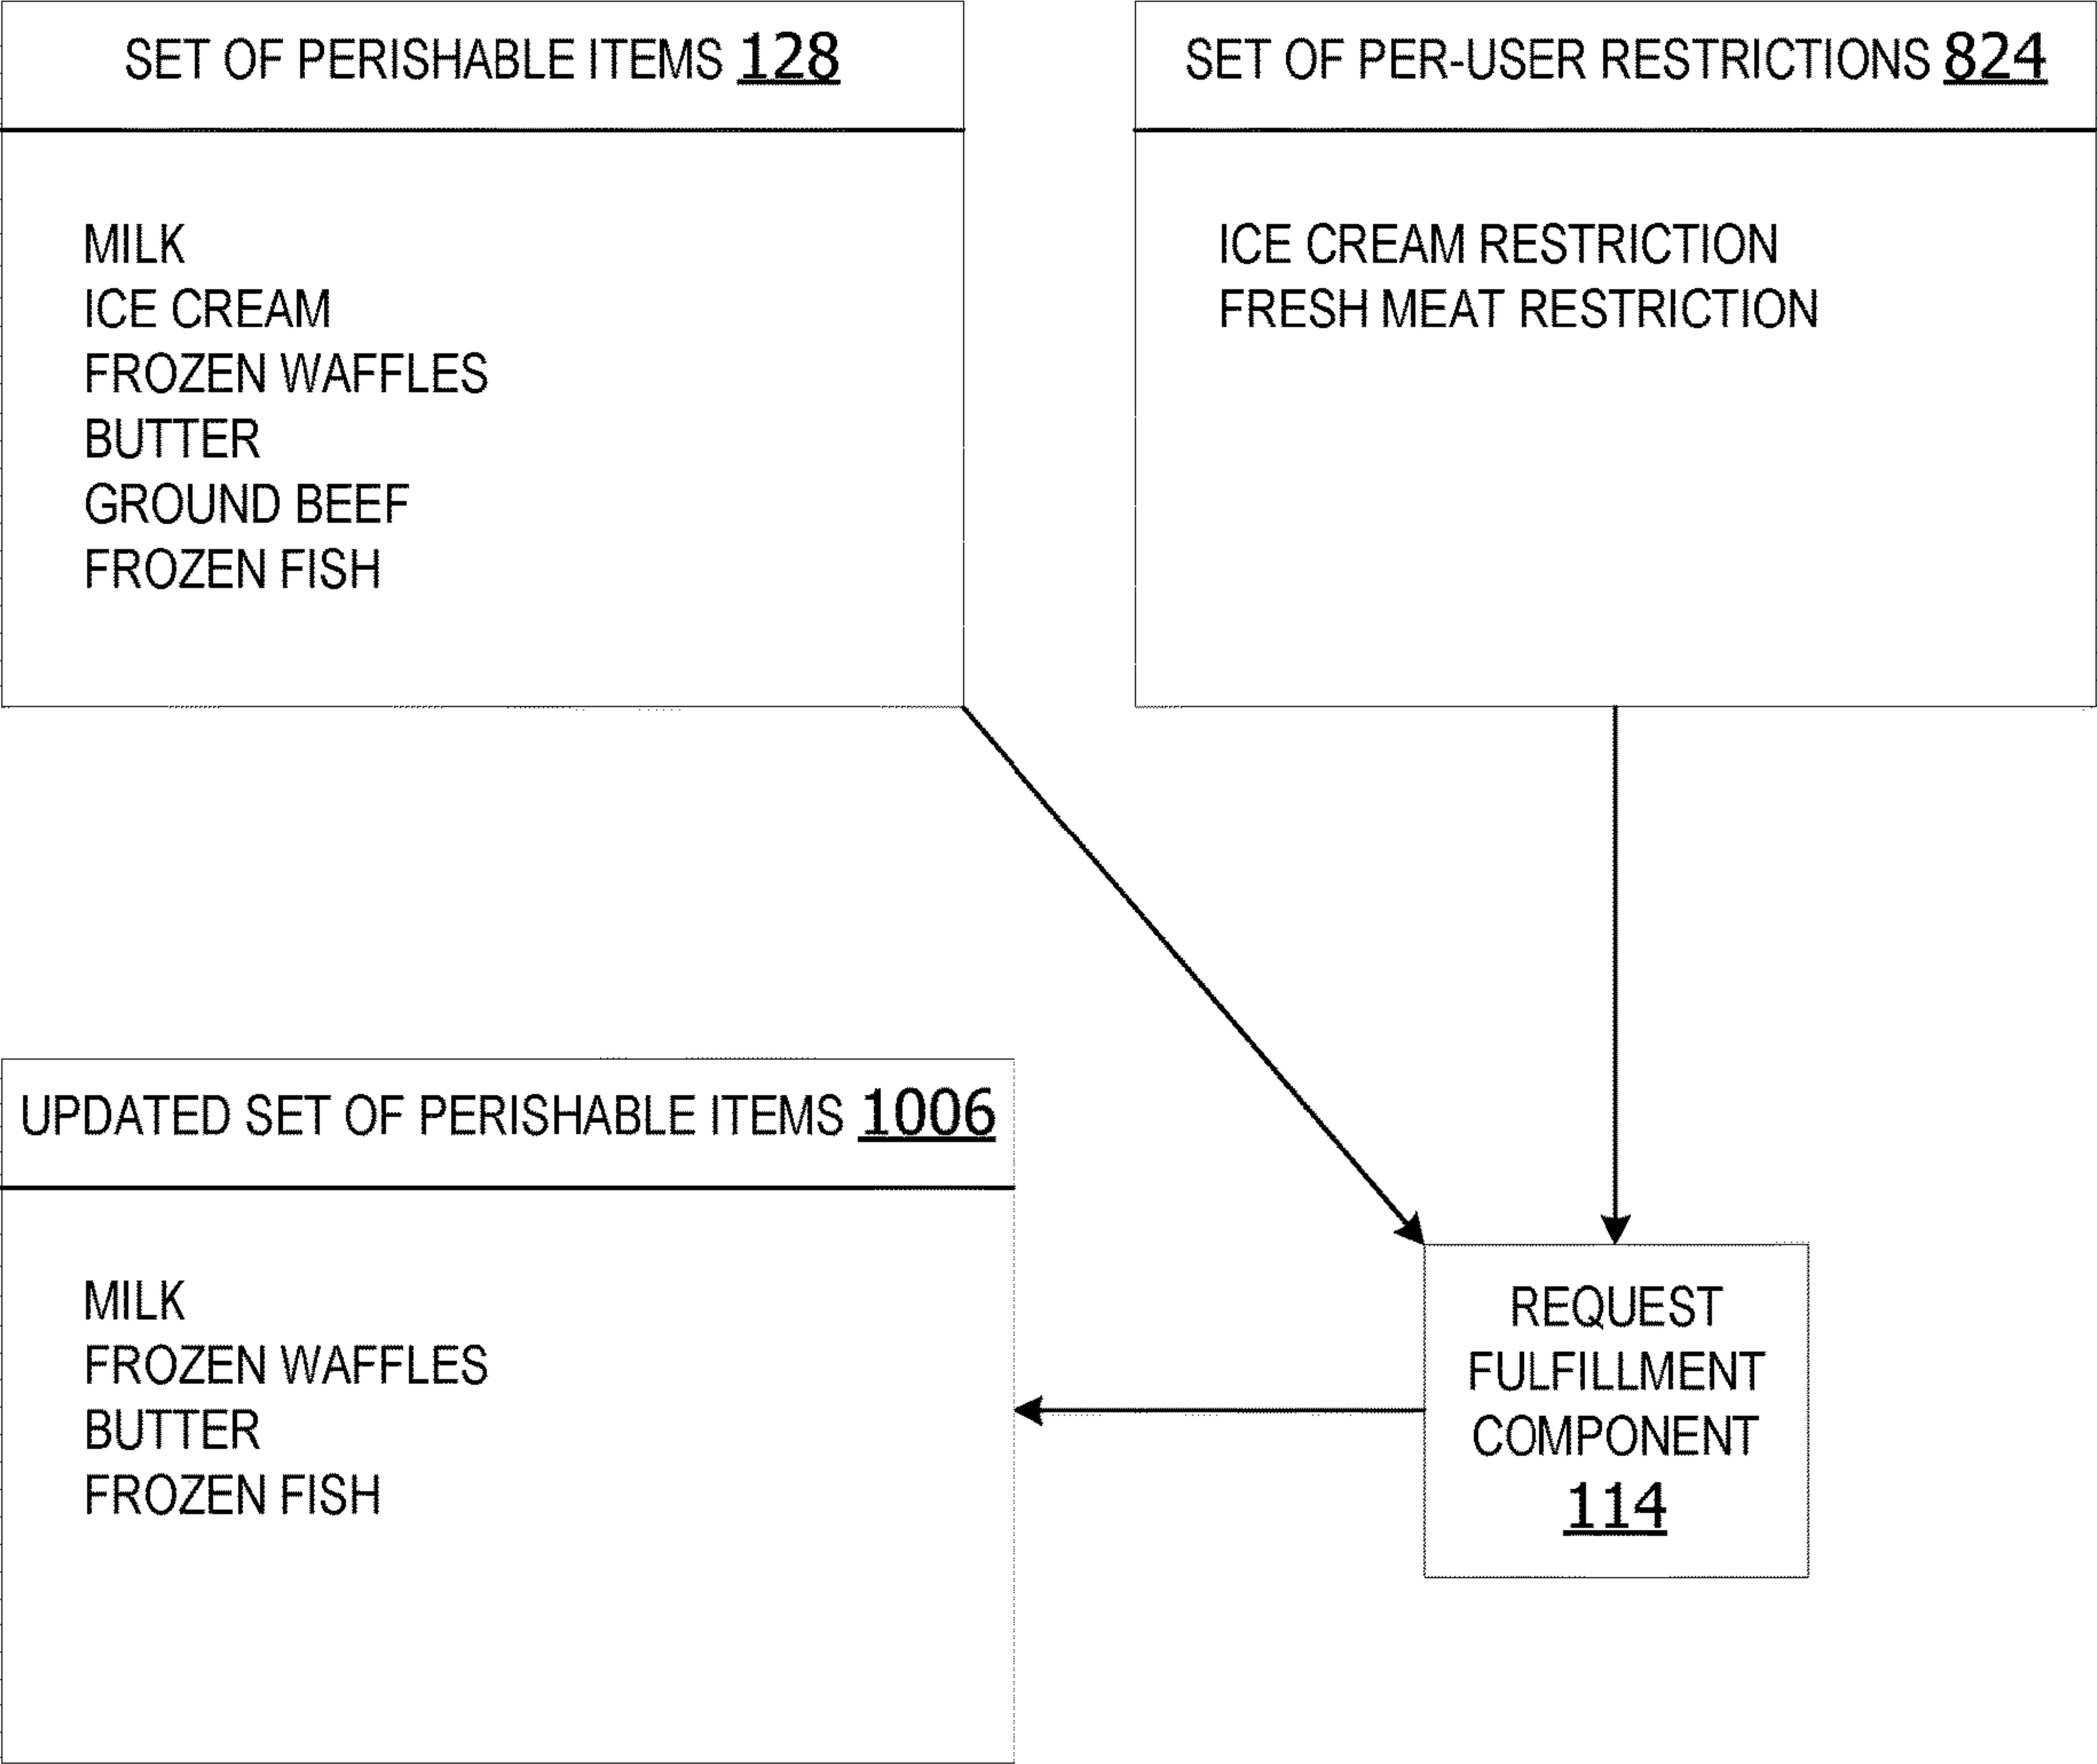 SET OF PERISHABLE ITEMS 128
MILK
ICE CREAM
FROZEN WAFFLES
BUTTER
GROUND BEEF
FROZEN FISH
SET OF PER-USER RESTRICTIONS 824
ICE CREAM RESTRICTION
FRESH MEAT RESTRICTION
UPDATED SET OF PERISHABLE ITEMS 1006
MILK
FROZEN WAFFLES
BUTTER
FROZEN FISH
REQUEST
FULFILLMENT
COMPONENT
114